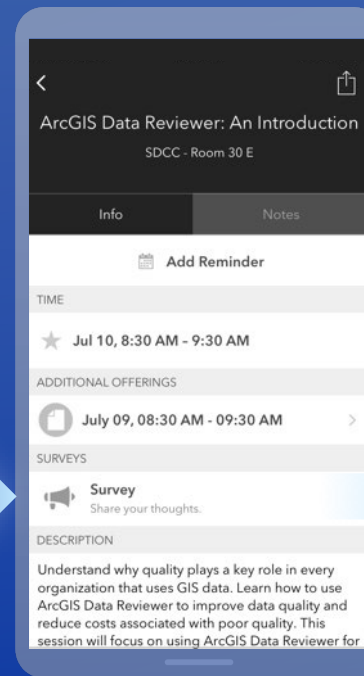 ArcGIS Data Reviewer: An Introduction
SDCC - Room 30 E
Info
Notes
Add Reminder
TIME
Jul 10, 8:30 AM – 9:30 AM
ADDITIONAL OFFERINGS
July 09, 08:30 AM - 09:30 AM
SURVEYS
Survey
Share your thoughts.
DESCRIPTION
Understand why quality plays a key role in every
organization that uses GIS data. Learn how to use
ArcGIS Data Reviewer to improve data quality and
reduce costs associated with poor quality. This
session will focus on using ArcGIS Data Reviewer for